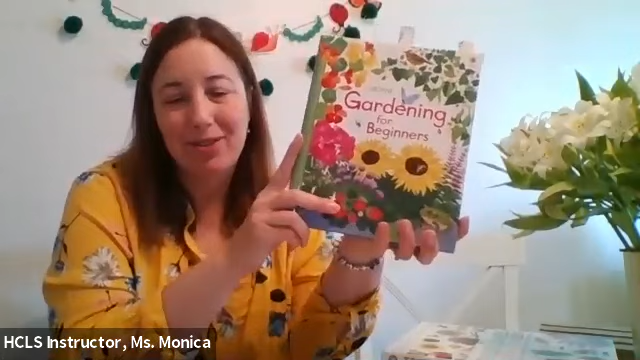 Gardening
for
Beginners
HCLS Instructor, Ms. Monica